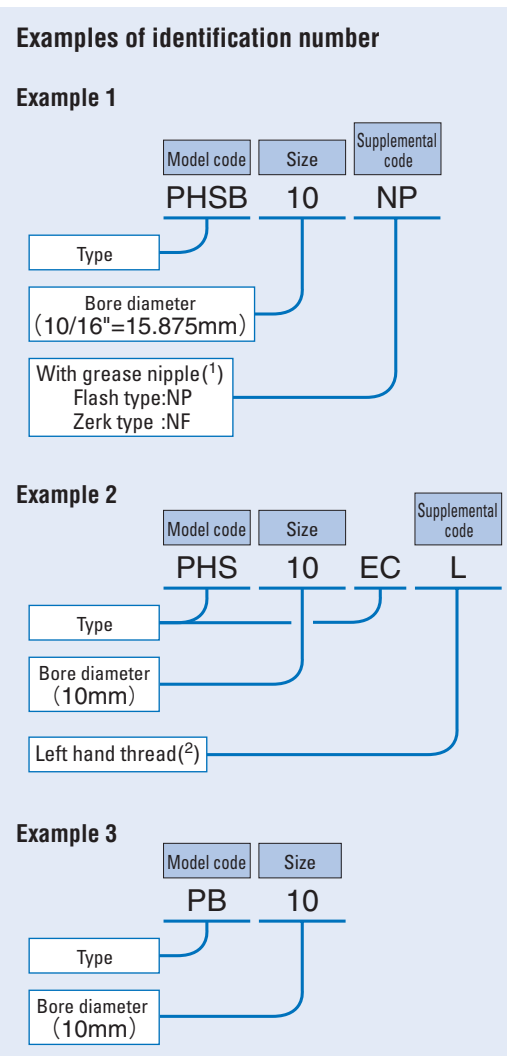 Examples of identification number
Example 1
Model code Size Supplemental code
PHSB 10 NP
Type
Bore diameter
(10/16"=15.875mm)
With grease nipple(1)
Flash type:NP
Zerk type :NF
Example 2
Model code Size Supplemental code
PHS 10 EC L
Type
Bore diameter
(10mm)
Left hand thread(2)
Example 3
Model code Size
PB 10
Type
Bore diameter
(10mm)